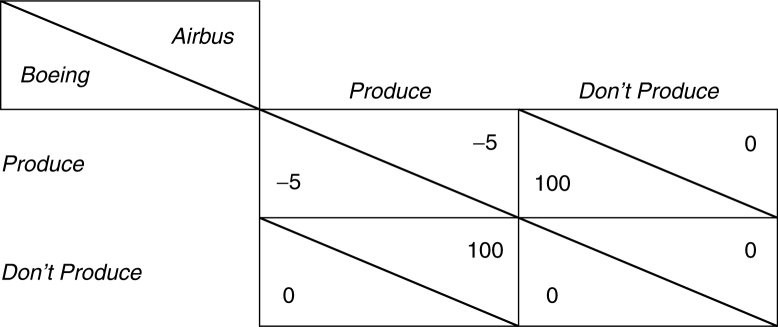 Airbus
Boeing
Produce Don't Produce
Produce
−5 0
−5 100
Don't Produce
100 0
0 0